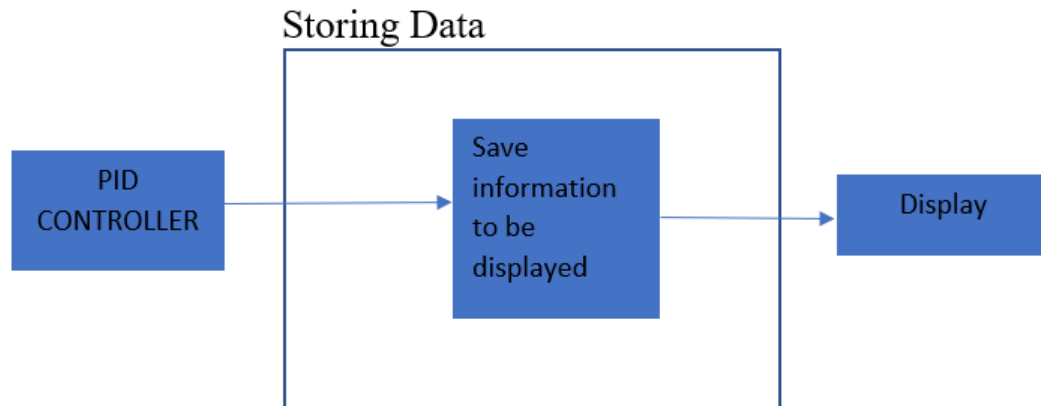 Storing Data
PID
CONTROLLER
Save
information
to be
displayed
Display